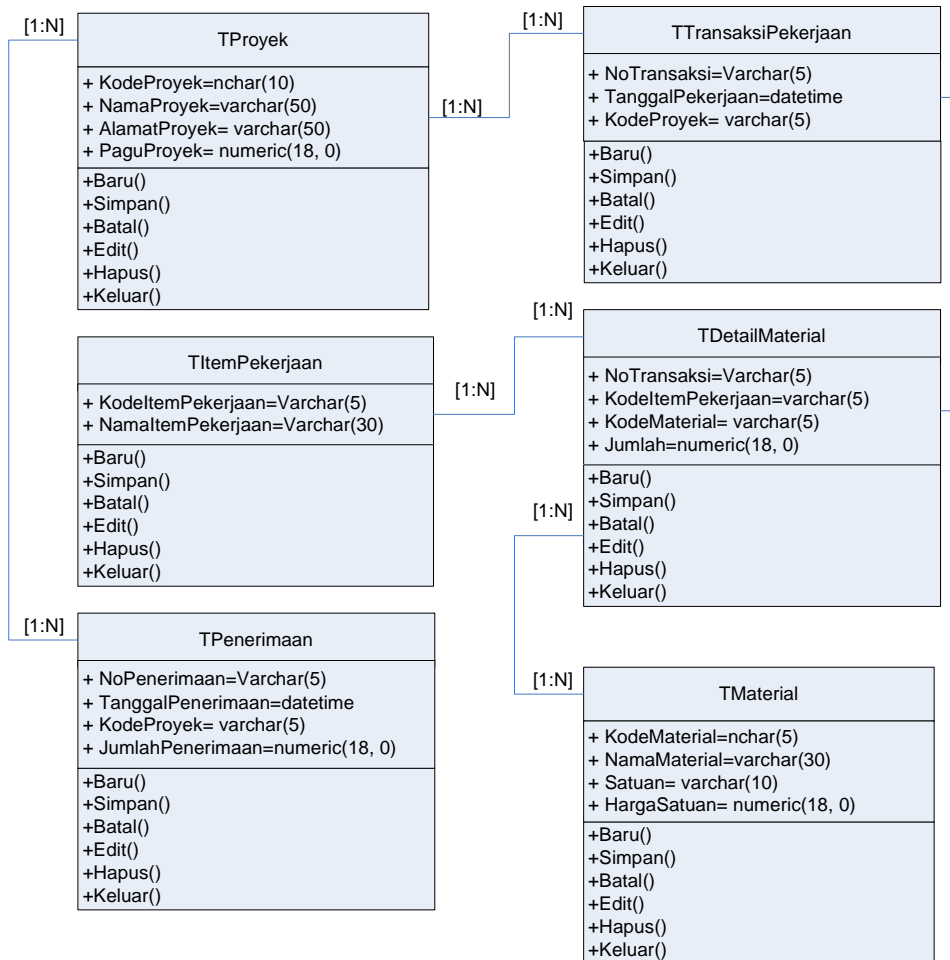 [1:N]
TProyek
+ KodeProyek=nchar(10)
+ NamaProyek=varchar(50)
+ AlamatProyek= varchar(50)
+ PaguProyek= numeric(18, 0)
+Baru()
+Simpan()
+Batal()
+Edit()
+Hapus()
+Keluar()
[1:N]
[1:N]
TTransaksiPekerjaan
+ NoTransaksi=Varchar(5)
+ TanggalPekerjaan=datetime
+ KodeProyek= varchar(5)
+Baru()
+Simpan()
+Batal()
+Edit()
+Hapus()
+Keluar()
TItemPekerjaan
+ KodeItemPekerjaan=Varchar(5)
+ NamaItemPekerjaan=Varchar(30)
+Baru()
+Simpan()
+Batal()
+Edit()
+Hapus()
+Keluar()
[1:N]
[1:N]
TDetailMaterial
+ NoTransaksi=Varchar(5)
+ KodeItemPekerjaan=varchar(5)
+ KodeMaterial= varchar(5)
+ Jumlah=numeric(18, 0)
+Baru()
+Simpan()
+Batal()
+Edit()
+Hapus()
+Keluar()
[1:N]
[1:N]
TPenerimaan
+ NoPenerimaan=Varchar(5)
+ TanggalPenerimaan=datetime
+ KodeProyek= varchar(5)
+ JumlahPenerimaan=numeric(18, 0)
+Baru()
+Simpan()
+Batal()
+Edit()
+Hapus()
+Keluar()
[1:N]
TMaterial
+ KodeMaterial=nchar(5)
+ NamaMaterial=varchar(30)
+ Satuan= varchar(10)
+ HargaSatuan= numeric(18, 0)
+Baru()
+Simpan()
+Batal()
+Edit()
+Hapus()
+Keluar()